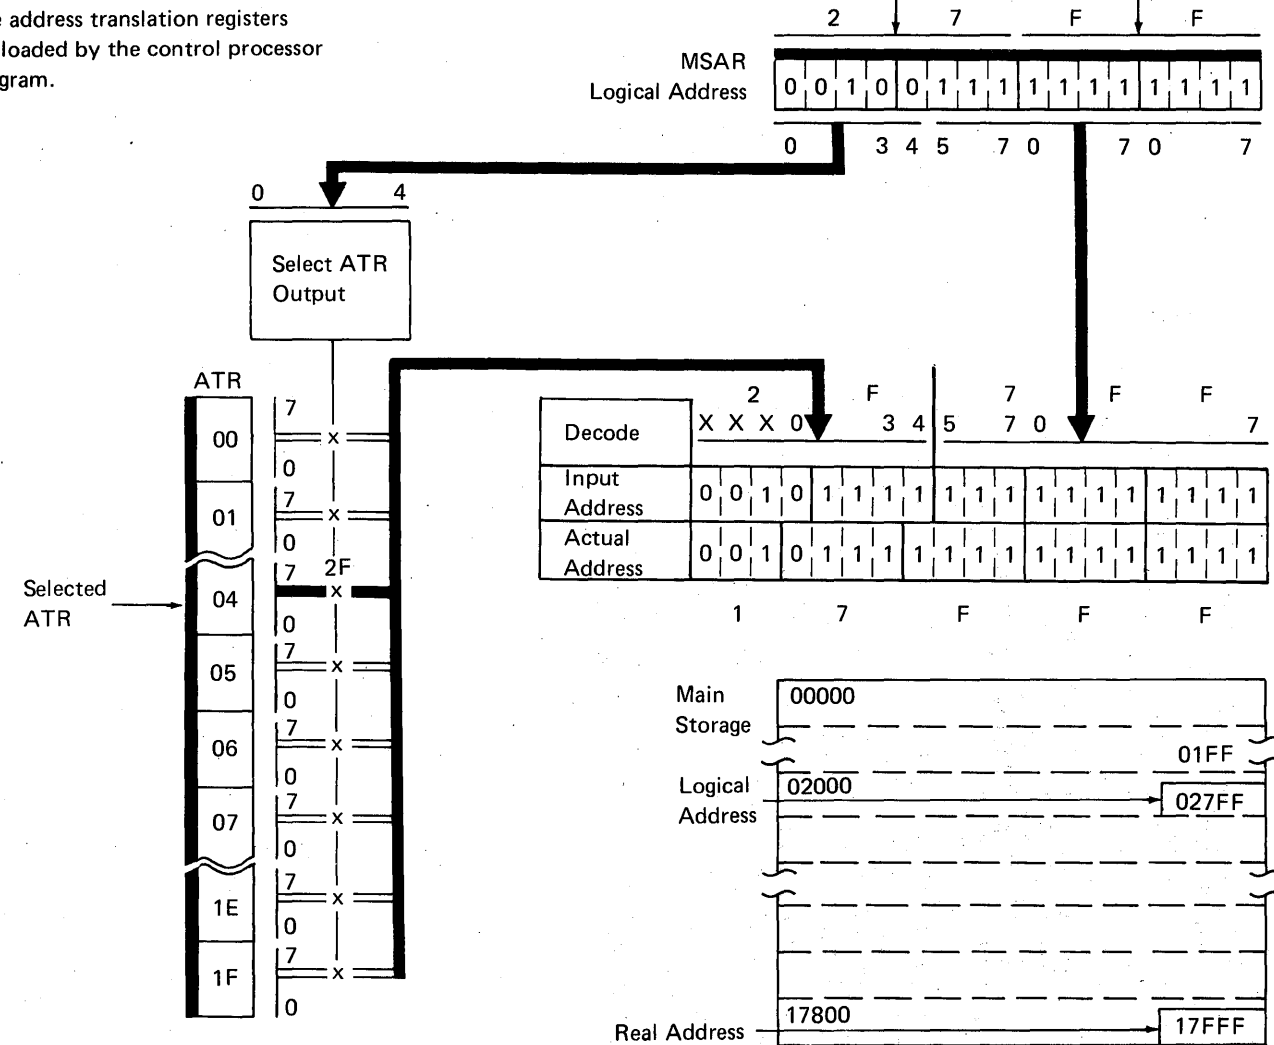 address translation registers
loaded by the control processor
gram.
2 7 F F
MSAR
Logical Address
0 0 1 0 0 1 1 1 1 1 1 1 1 1 1 1
0 3 4 5 7 0 7 0 7
0 4
Select ATR
Output
ATR
00
7
x
0
01
7
x
0
Selected
ATR
04
7
2F
x
0
05
7
x
0
06
7
x
0
07
7
x
0
1E
7
x
0
1F
7
x
0
2 F 7 F F
Decode
X X X 0 3 4 5 7 0 7
Input
Address
0 0 1 0 1 1 1 1 1 1 1 1 1 1 1 1 1 1 1
Actual
Address
0 0 1 0 1 1 1 1 1 1 1 1 1 1 1 1 1 1 1
1 7 F F F
Main
Storage
00000
01FF
Logical
Address
02000
027FF
17800
Real Address
17FFF